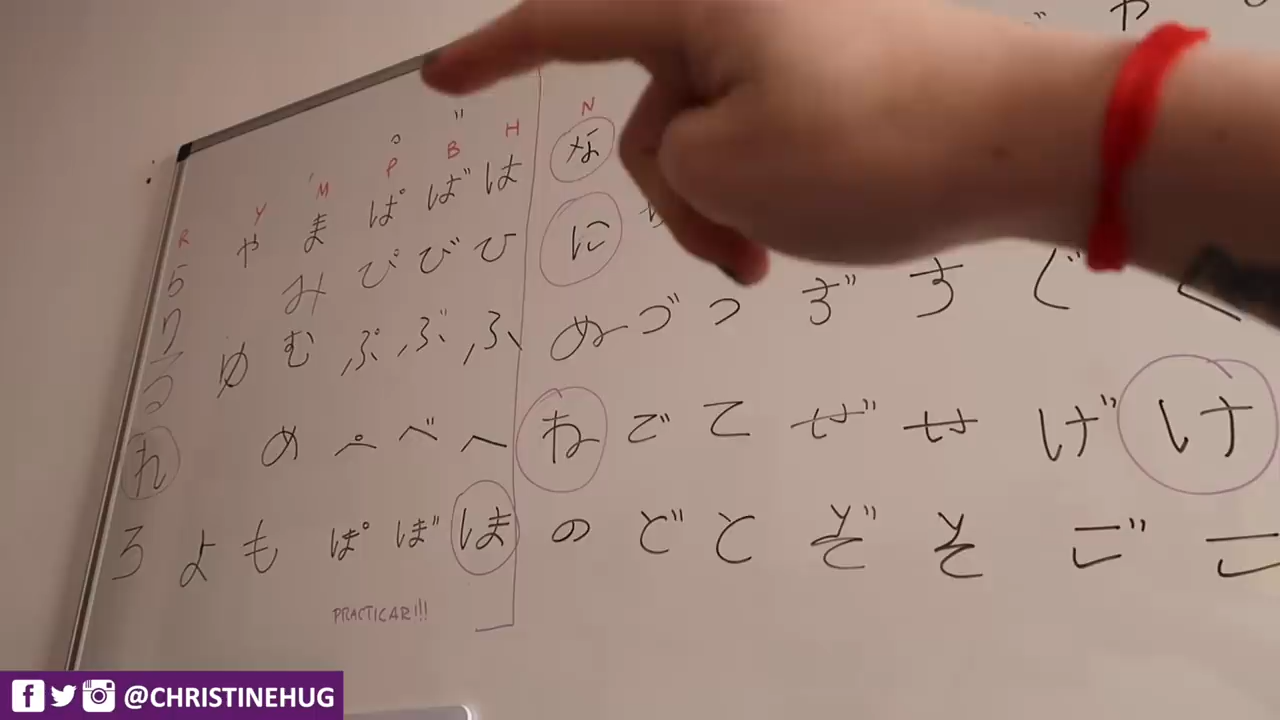 や
R Y M P B H N
ら や ま ぱ ば は な
り み ぴ び ひ に
る ゆ む ぷ ぶ ふ ぬ づ つ ず す ぐ く
れ め ぺ べ へ ね で て ぜ せ げ け
ろ よ も ぽ ぼ ほ の ど と ぞ そ ご こ
PRACTICAR!!!
@CHRISTINEHUG